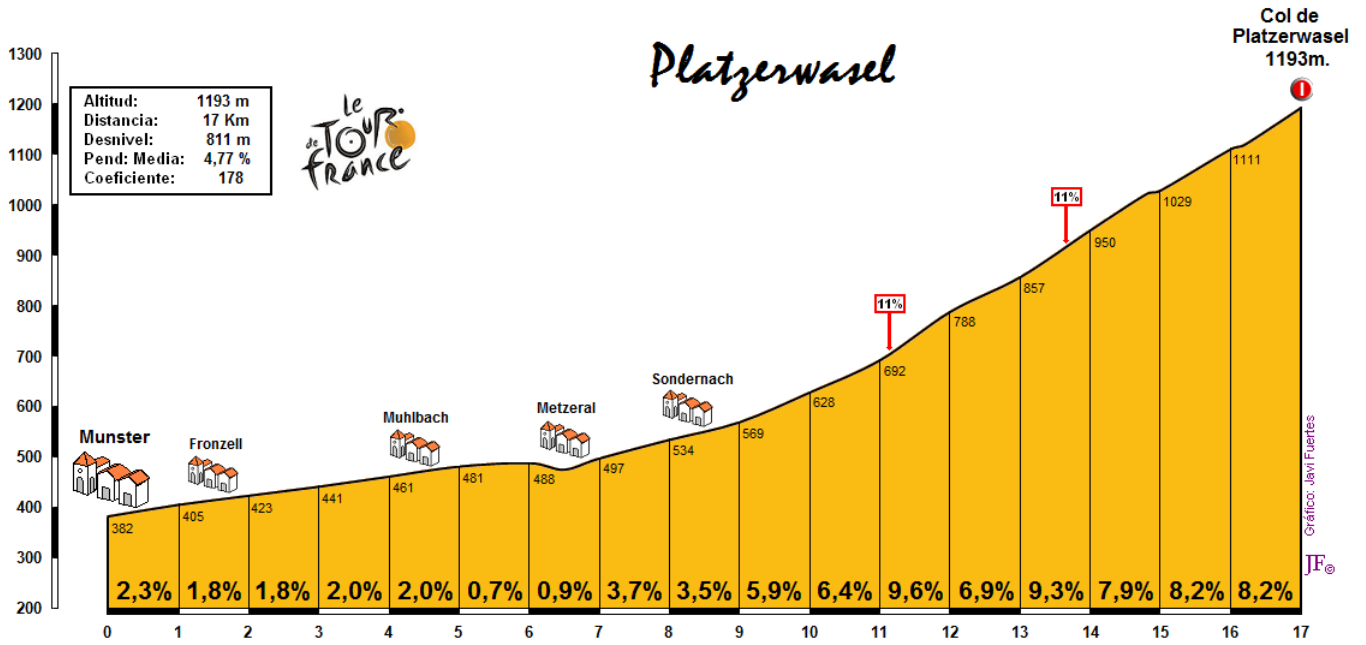 Platzerwasel
Col de
Platzerwasel
1193m.
Altitud: 1193 m
Distancia: 17 Km
Desnivel: 811 m
Pend: Media: 4,77 %
Coeficiente: 178
Le
de TOUR
france
1300
1200
1100
1000
900
800
700
600
500
400
300
200
Munster
Fronzell
Muhlbach
Metzeral
Sondernach
11%
11%
382
405
423
441
461
481
488
497
534
569
628
692
788
857
950
1029
1111
2,3% 1,8% 1,8% 2,0% 2,0% 0,7% 0,9% 3,7% 3,5% 5,9% 6,4% 9,6% 6,9% 9,3% 7,9% 8,2% 8,2%
0 1 2 3 4 5 6 7 8 9 10 11 12 13 14 15 16 17
Gráfico: Javi Fuertes
JF©